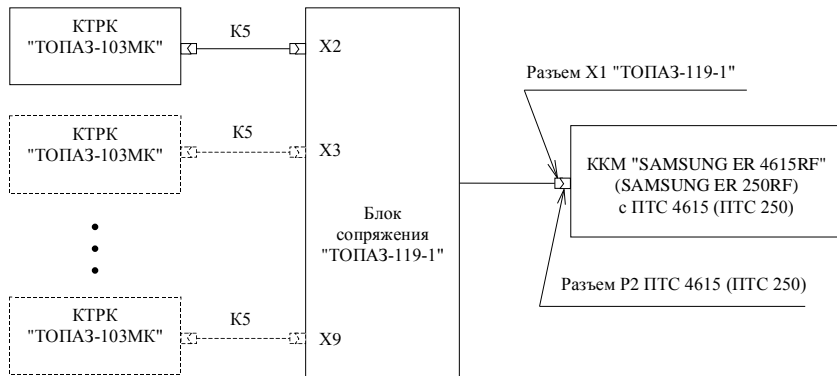 КТРК
"ТОПАЗ-103МК"
К5
X2
КТРК
"ТОПАЗ-103МК"
К5
X3
КТРК
"ТОПАЗ-103МК"
К5
X9
Блок
сопряжения
"ТОПАЗ-119-1"
Разъем X1 "ТОПАЗ-119-1"
ККМ "SAMSUNG ER 4615RF"
(SAMSUNG ER 250RF)
с ПТС 4615 (ПТС 250)
Разъем P2 ПТС 4615 (ПТС 250)